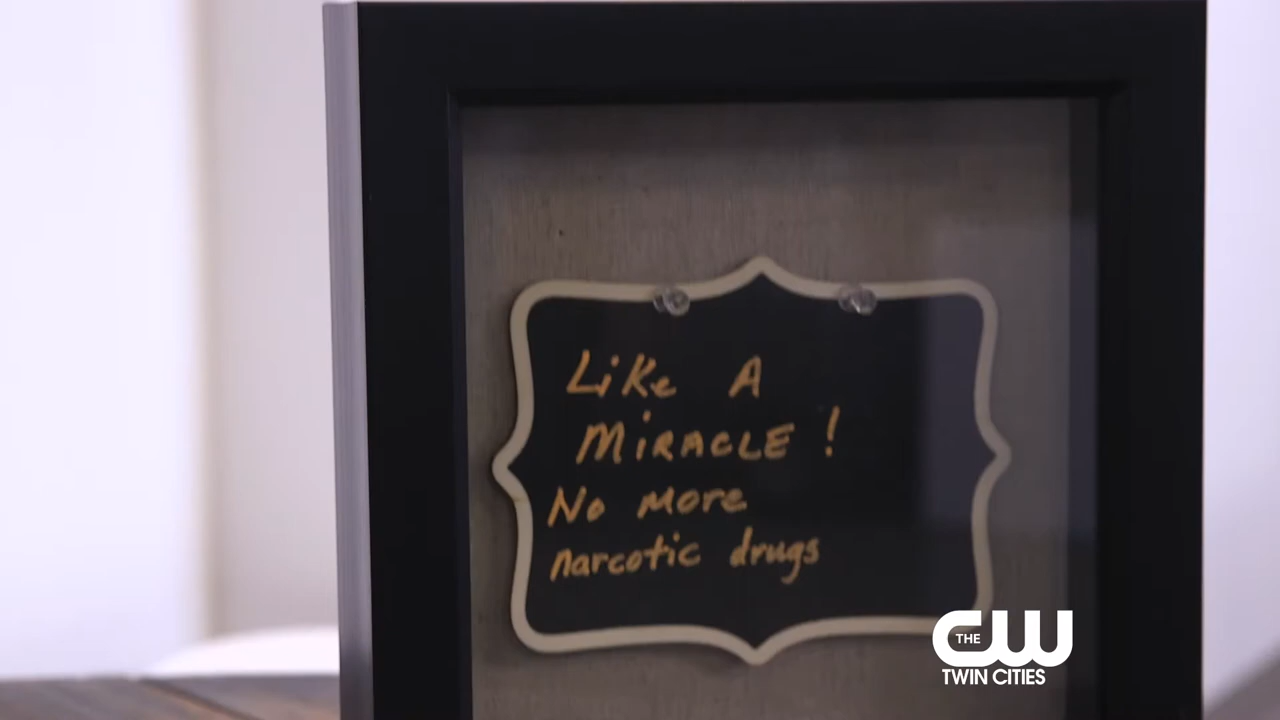 Like A
MiRACLE!
No more
narcotic drugs
THE CW
TWIN CITIES